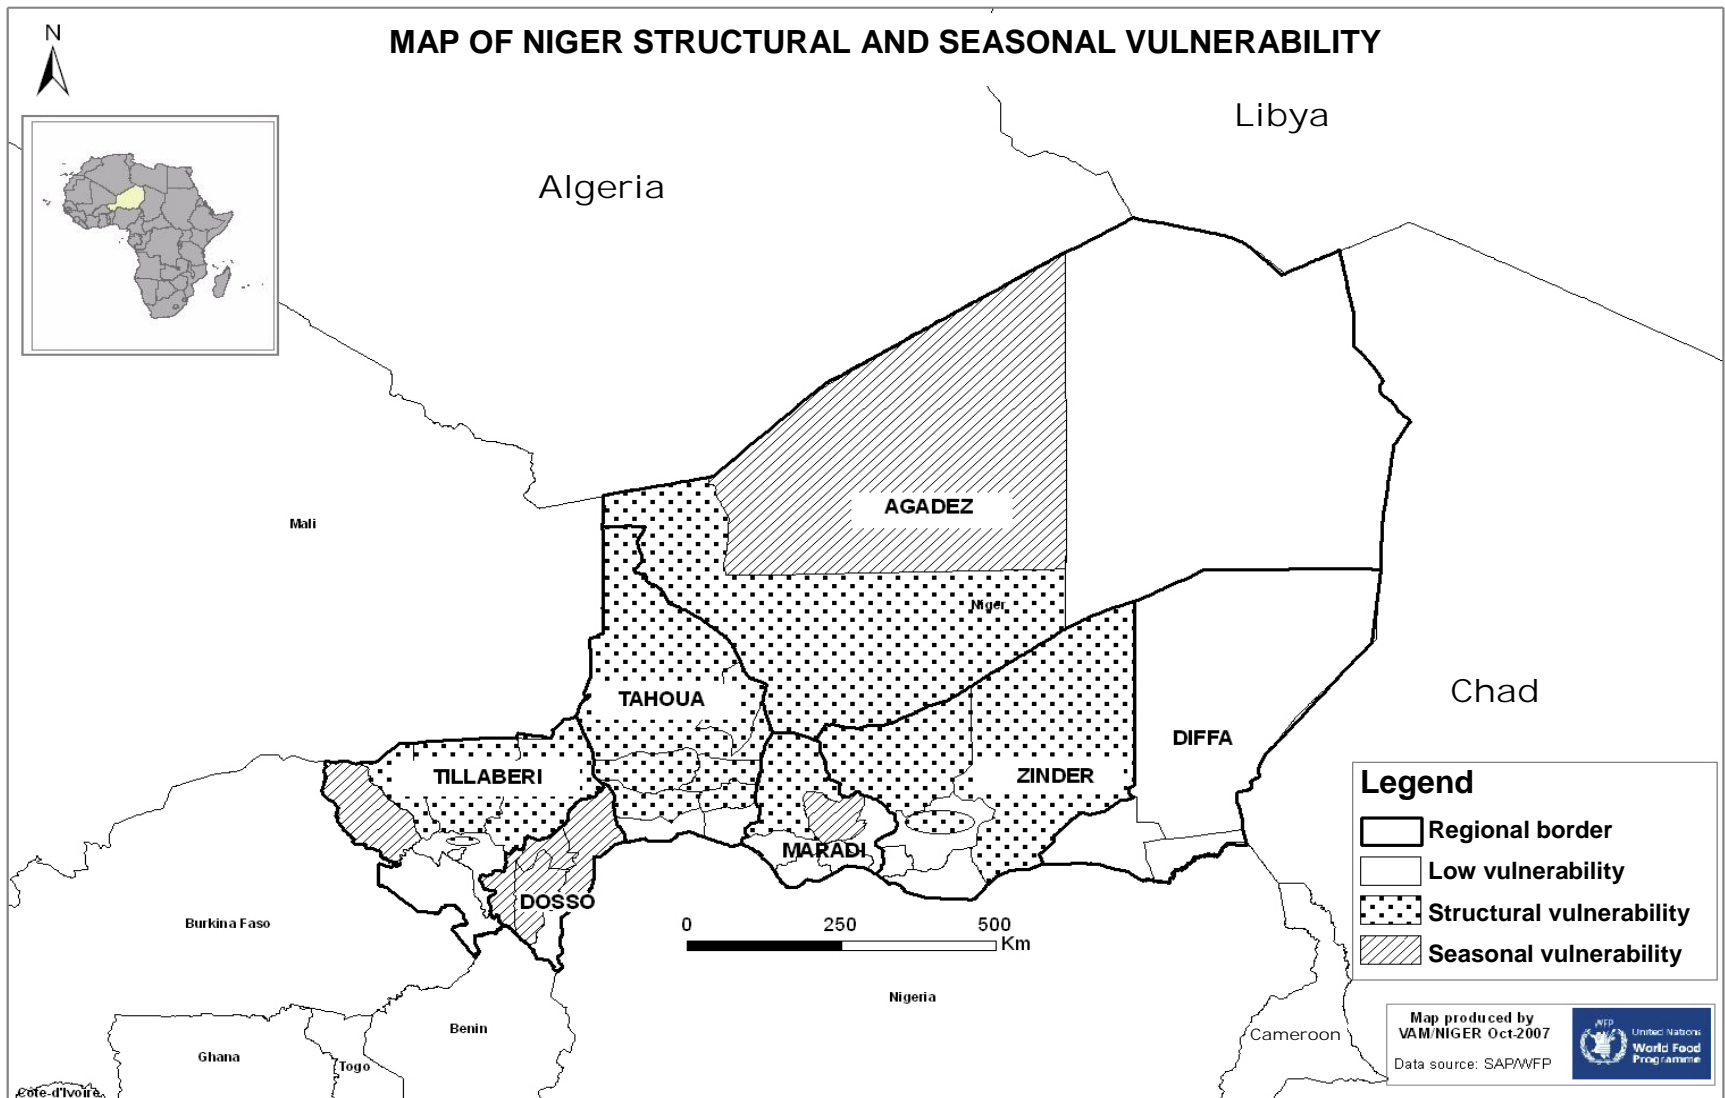 MAP OF NIGER STRUCTURAL AND SEASONAL VULNERABILITY
N
Libya
Algeria
Mali
AGADEZ
Niger
TAHOUA
Chad
DIFFA
TILLABERI
ZINDER
MARADI
DOSSO
Burkina Faso
0 250 500
Km
Nigeria
Benin
Ghana
Togo
Cote-d'Ivoire
Cameroon
Legend
Regional border
Low vulnerability
Structural vulnerability
Seasonal vulnerability
Map produced by
VAM/NIGER Oct-2007
Data source: SAP/WFP
WFP
United Nations
World Food
Programme